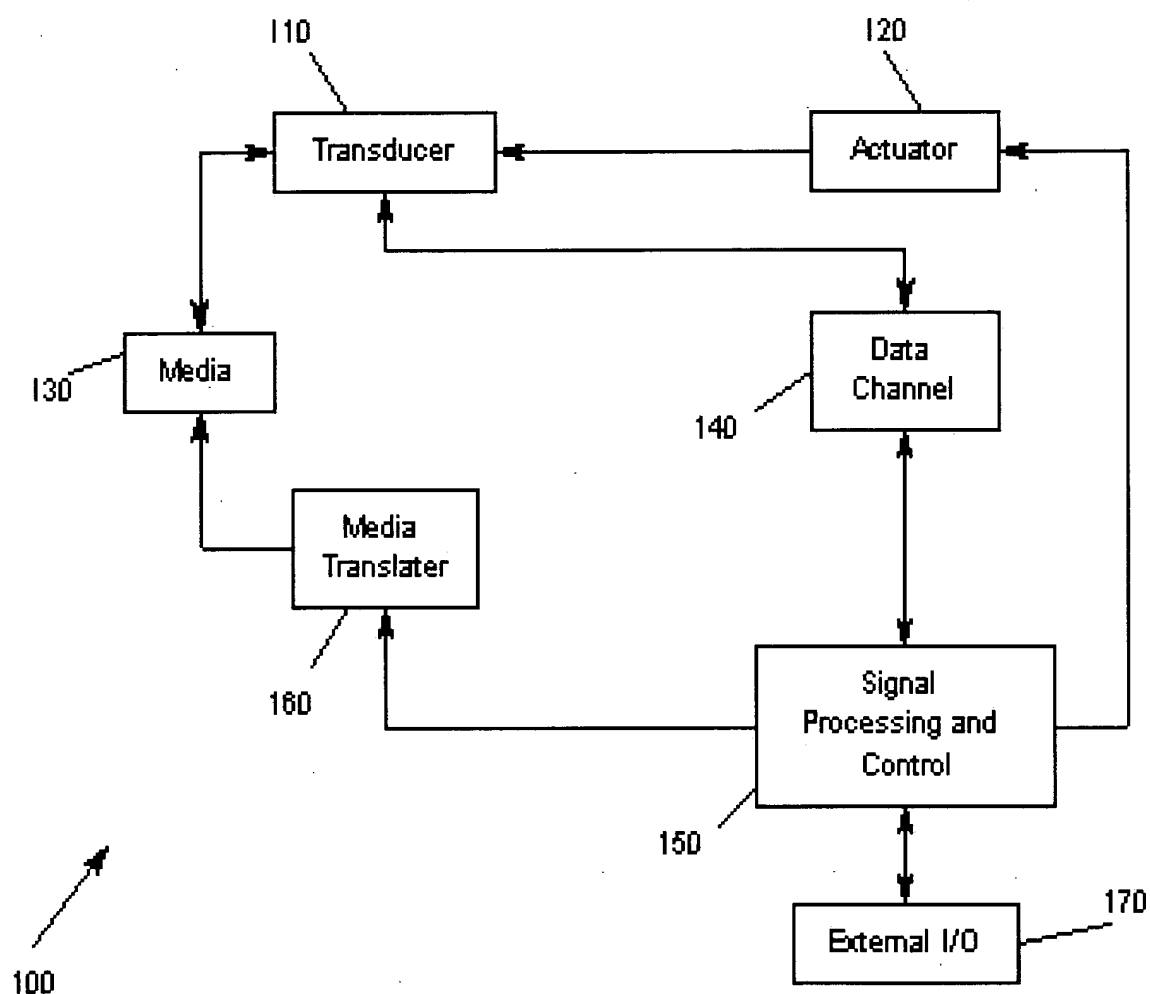 110
120
Transducer
Actuator
Media
130
Data
Channel
140
Media
Translater
160
Signal
Processing and
Control
150
170
External I/O
100